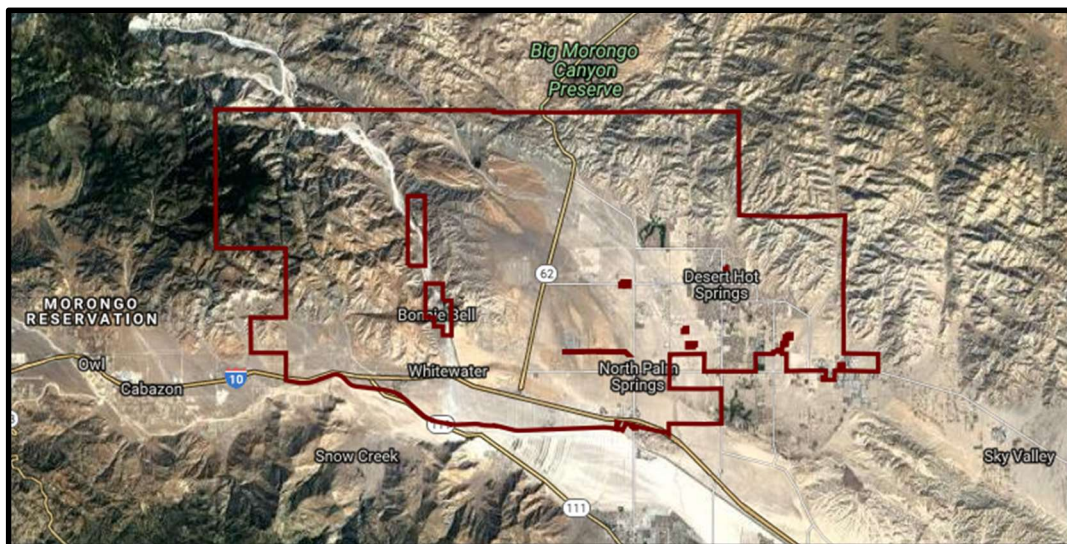 Big Morongo
Canyon
Preserve
62
Desert Hot
Springs
MORONGO
RESERVATION
Bonnie Bell
Owl
Cabazon
10
Whitewater
North Palm
Springs
111
Snow Creek
Sky Valley
111